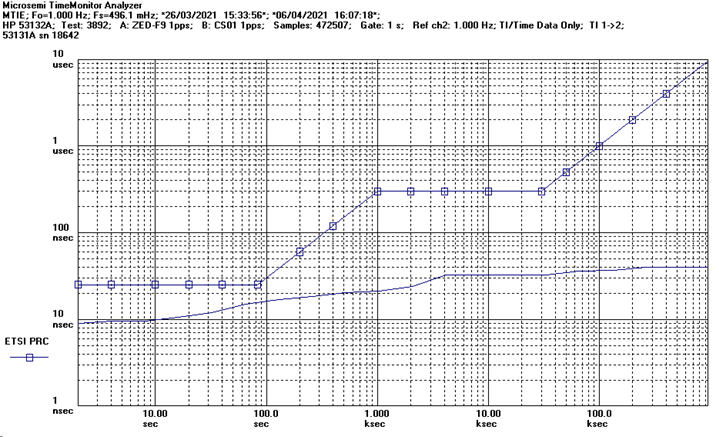 Microsemi TimeMonitor Analyzer
MTIE; Fo=1.000 Hz; Fs=496.1 mHz; *26/03/2021 15:33:56*; *06/04/2021 16:07:18*;
HP 53132A; Test: 3892; A: ZED-F9 1pps; B: CS01 1pps; Samples: 472507; Gate: 1 s; Ref ch2: 1.000 Hz; TI/Time Data Only; TI 1->2;
53131A sn 18642
10
usec
1
usec
100
nsec
10
nsec
ETSI PRC
1
nsec
10.00 100.0 1.000 10.00 100.0
sec sec ksec ksec ksec